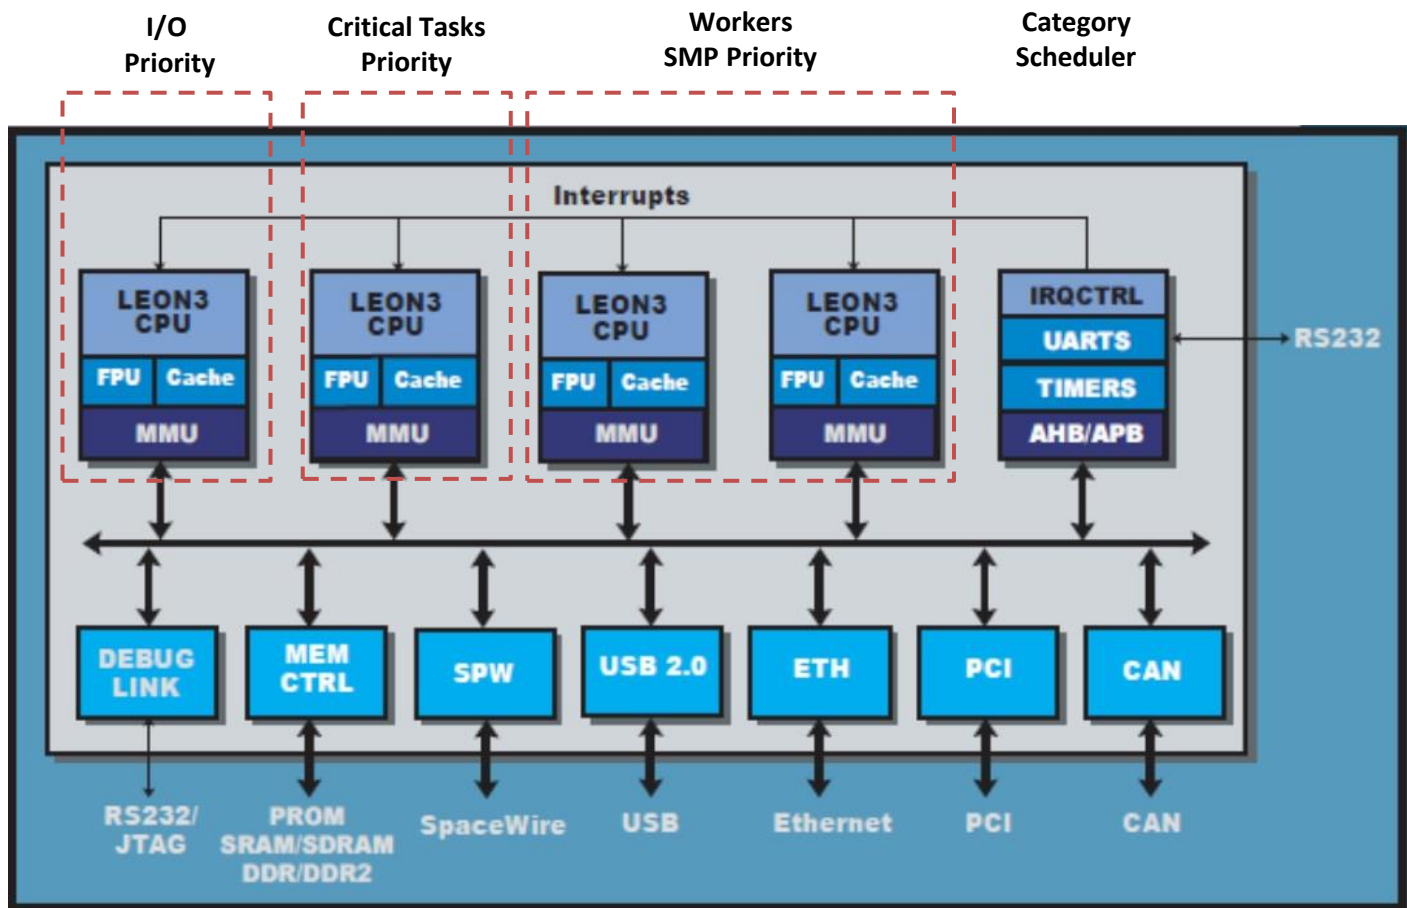 I/O
Priority
Critical Tasks
Priority
Workers
SMP Priority
Category
Scheduler
Interrupts
LEON3
CPU
FPU
Cache
MMU
LEON3
CPU
FPU
Cache
MMU
LEON3
CPU
FPU
Cache
MMU
LEON3
CPU
FPU
Cache
MMU
IRQCTRL
UARTS
TIMERS
AHB/APB
RS232
DEBUG
LINK
MEM
CTRL
SPW
USB 2.0
ETH
PCI
CAN
RS232/
JTAG
PROM
SRAM/SDRAM
DDR/DDR2
SpaceWire
USB
Ethernet
PCI
CAN